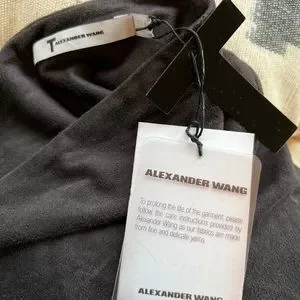 T ALEXANDER WANG
ALEXANDER WANG
To prolong the life of the garment, please
follow the care instructions provided by
Alexander Wang as our fabrics are made
from fine and delicate yarns.
ALEXANDER WANG